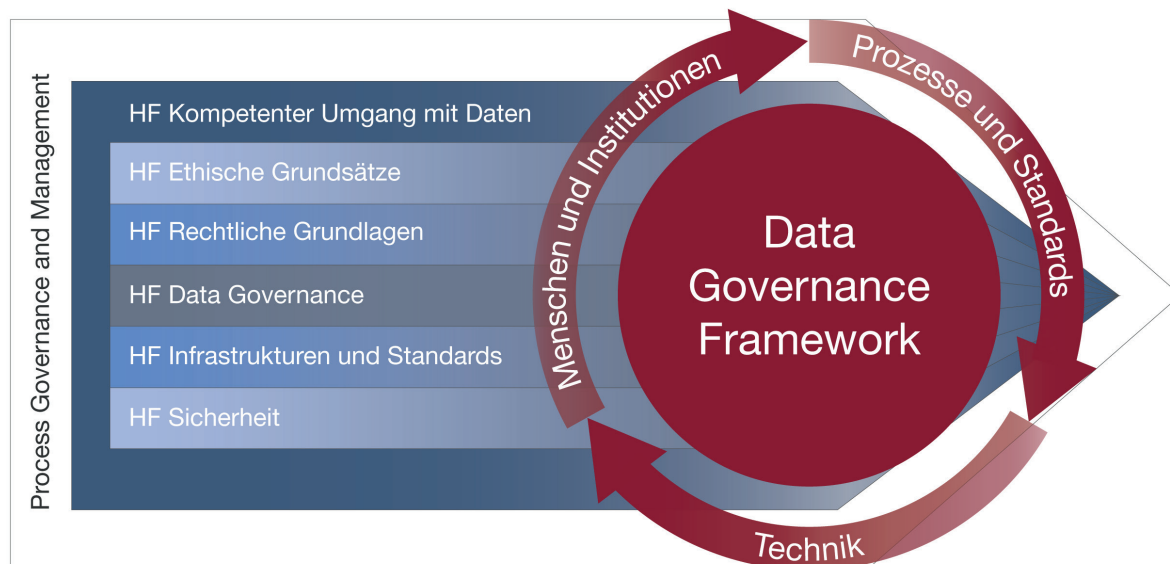 Process Governance and Management
HF Kompetenter Umgang mit Daten
HF Ethische Grundsätze
HF Rechtliche Grundlagen
HF Data Governance
HF Infrastrukturen und Standards
HF Sicherheit
Menschen und Institutionen
Prozesse und Standards
Technik
Data
Governance
Framework